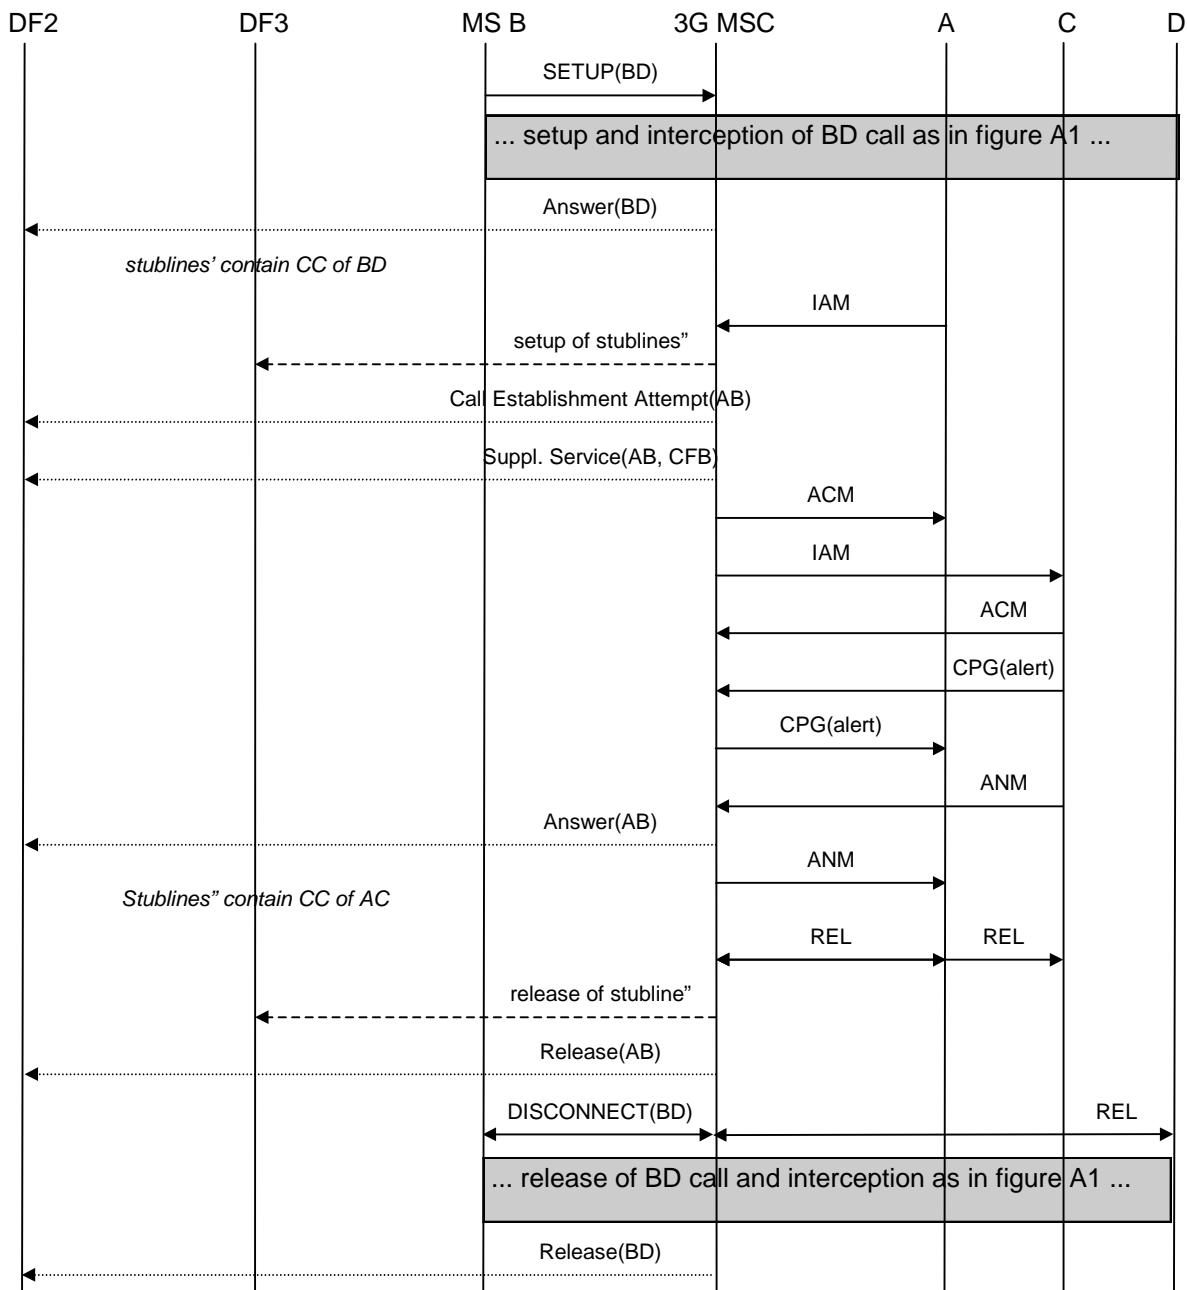 DF2 DF3 MS B 3G MSC A C D
SETUP(BD)
... setup and interception of BD call as in figure A1 ...
Answer(BD)
stublines’ contain CC of BD
IAM
setup of stublines”
Call Establishment Attempt(AB)
Suppl. Service(AB, CFB)
ACM
IAM
ACM
CPG(alert)
CPG(alert)
ANM
Answer(AB)
ANM
Stublines” contain CC of AC
REL REL
release of stubline”
Release(AB)
DISCONNECT(BD) REL
... release of BD call and interception as in figure A1 ...
Release(BD)